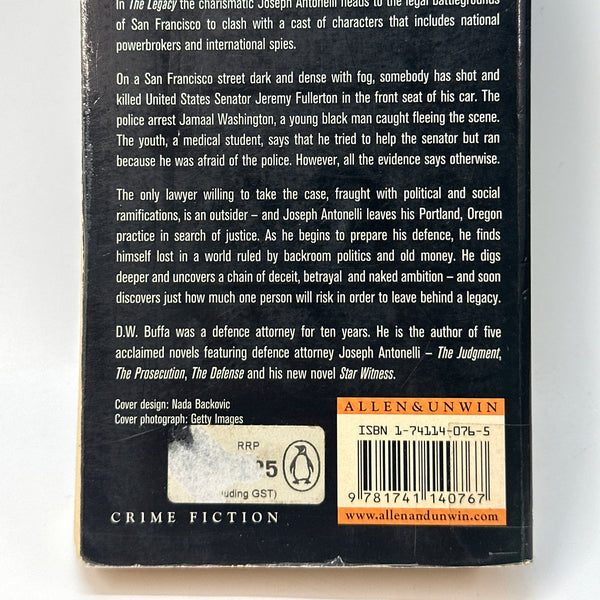 In The Legacy the charismatic Joseph Antonelli heads to the legal battlegrounds
of San Francisco to clash with a cast of characters that includes national
powerbrokers and international spies.
On a San Francisco street dark and dense with fog, somebody has shot and
killed United States Senator Jeremy Fullerton in the front seat of his car. The
police arrest Jamaal Washington, a young black man caught fleeing the scene.
The youth, a medical student, says that he tried to help the senator but ran
because he was afraid of the police. However, all the evidence says otherwise.
The only lawyer willing to take the case, fraught with political and social
ramifications, is an outsider – and Joseph Antonelli leaves his Portland, Oregon
practice in search of justice. As he begins to prepare his defence, he finds
himself lost in a world ruled by backroom politics and old money. He digs
deeper and uncovers a chain of deceit, betrayal and naked ambition – and soon
discovers just how much one person will risk in order to leave behind a legacy.
D.W. Buffa was a defence attorney for ten years. He is the author of five
acclaimed novels featuring defence attorney Joseph Antonelli – The Judgment,
The Prosecution, The Defense and his new novel Star Witness.
Cover design: Nada Backovic
Cover photograph: Getty Images
RRP
5
uding GST)
CRIME FICTION
ALLEN & UNWIN
ISBN 1-74114-076-5
9 781741 140767
www.allenandunwin.com